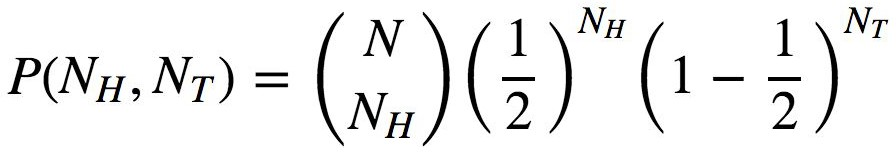 $P(N_H, N_T) = \binom{N}{N_H} \left(\frac{1}{2}\right)^{N_H} \left(1 - \frac{1}{2}\right)^{N_T}$